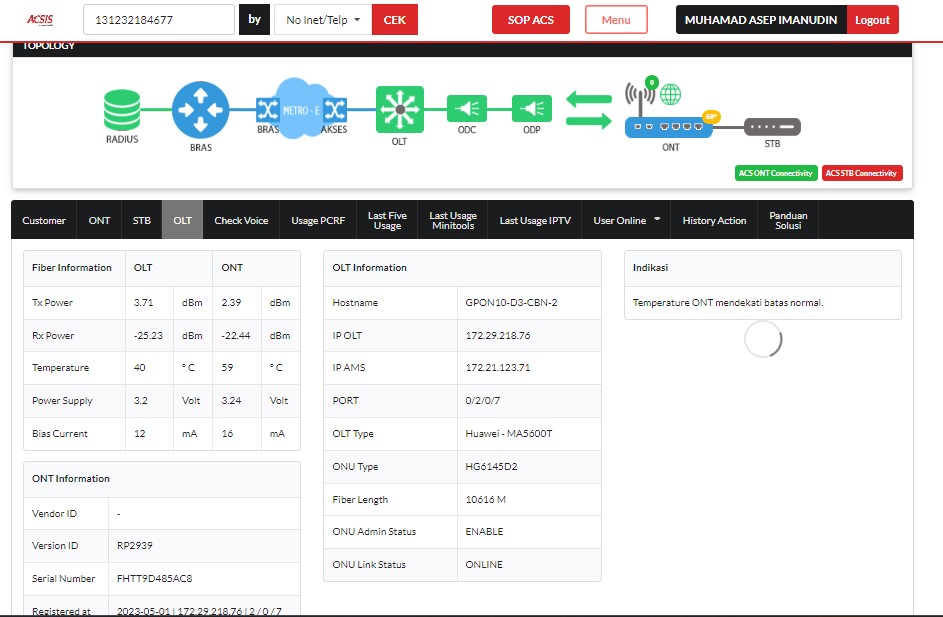 ACSIS
131232184677
by
No Inet/Telp
CEK
SOP ACS
Menu
MUHAMAD ASEP IMANUDIN
Logout
TOPOLOGY
RADIUS
BRAS
METRO - E
BRAS
AKSES
OLT
ODC
ODP
ONT
STB
ACS ONT Connectivity
ACS STB Connectivity
Customer
ONT
STB
OLT
Check Voice
Usage PCRF
Last Five
Usage
Last Usage
Minitools
Last Usage IPTV
User Online
History Action
Panduan
Solusi
Fiber Information OLT ONT
Tx Power 3.71 dBm 2.39 dBm
Rx Power -25.23 dBm -22.44 dBm
Temperature 40 ° C 59 ° C
Power Supply 3.2 Volt 3.24 Volt
Bias Current 12 mA 16 mA
ONT Information
Vendor ID -
Version ID RP2939
Serial Number FHTT9D485AC8
Registered at 2023-05-01 | 172.29.218.76 | 2 / 0 / 7
OLT Information
Hostname GPON10-D3-CBN-2
IP OLT 172.29.218.76
IP AMS 172.21.123.71
PORT 0/2/0/7
OLT Type Huawei - MA5600T
ONU Type HG6145D2
Fiber Length 10616 M
ONU Admin Status ENABLE
ONU Link Status ONLINE
Indikasi
Temperature ONT mendekati batas normal.